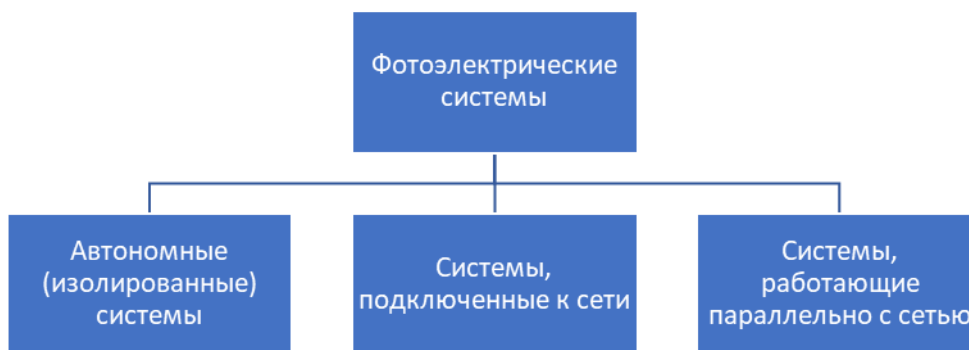 Фотоэлектрические
системы
Автономные
(изолированные)
системы
Системы,
подключенные к сети
Системы,
работающие
параллельно с сетью